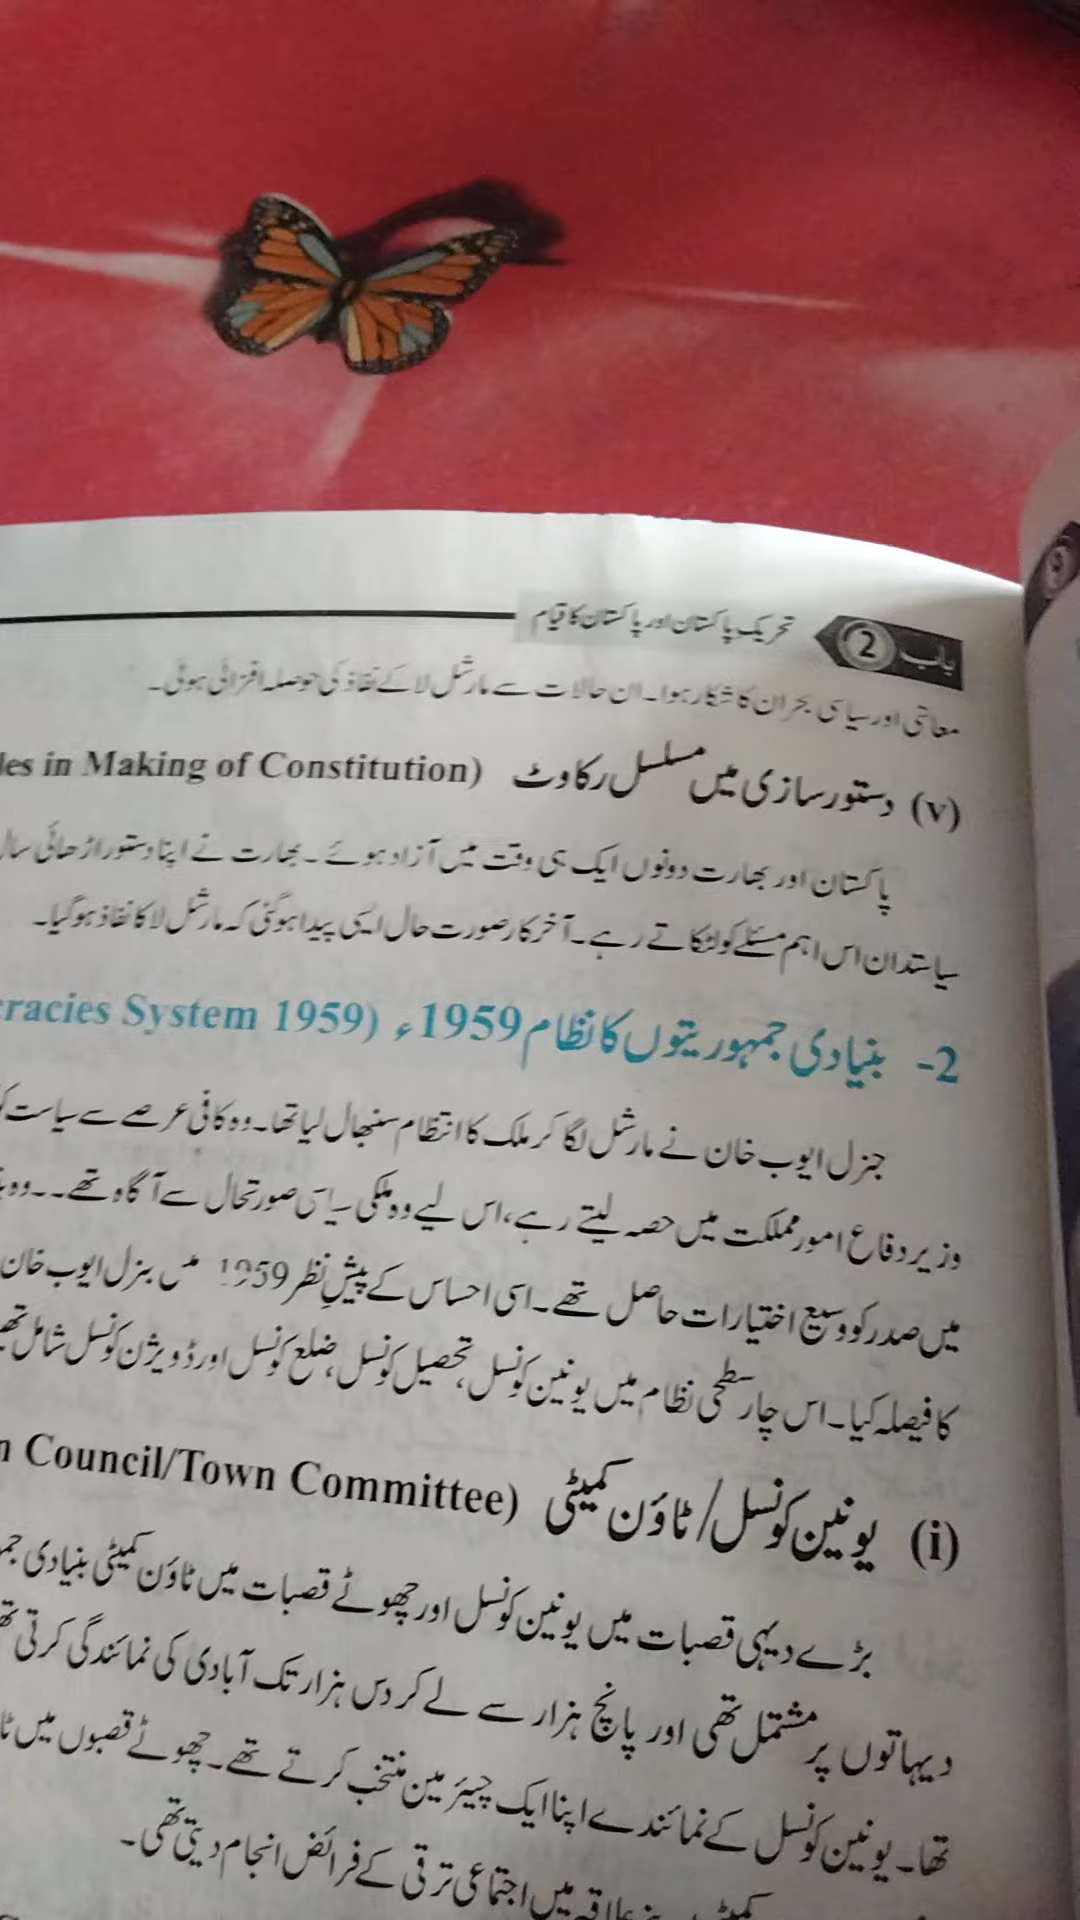 باب 2 تحریک پاکستان اور پاکستان کا قیام
معاشی اور سیاسی بحران کا شکار ہوا۔ ان حالات سے مارشل لا کے نفاذ کی حوصلہ افزائی ہوئی۔
(v) دستور سازی میں مسلسل رکاوٹ (les in Making of Constitution
پاکستان اور بھارت دونوں ایک ہی وقت میں آزاد ہوئے۔ بھارت نے اپنا دستور اڑھائی سال
سیاستدان اس اہم مسئلے کو لٹکاتے رہے۔ آخر کار صورت حال ایسی پیدا ہوگئی کہ مارشل لا کا نفاذ ہو گیا۔
2- بنیادی جمہوریتوں کا نظام 1959ء (cracies System 1959
جنرل ایوب خان نے مارشل لگا کر ملک کا انتظام سنبھال لیا تھا۔ وہ کافی عرصے سے سیاست کو
وزیر دفاع امور مملکت میں حصہ لیتے رہے، اس لیے وہ ملکی سیاسی صورتحال سے آگاہ تھے۔۔ وہ
میں صدر کو وسیع اختیارات حاصل تھے۔ اسی احساس کے پیشِ نظر 1959 میں جنرل ایوب خان
کا فیصلہ کیا۔ اس چار سطحی نظام میں یونین کونسل، تحصیل کونسل، ضلع کونسل اور ڈویژن کونسل شامل تھے
(i) یونین کونسل/ٹاؤن کمیٹی (n Council/Town Committee
بڑے دیہی قصبات میں یونین کونسل اور چھوٹے قصبات میں ٹاؤن کمیٹی بنیادی
دیہاتوں پر مشتمل تھی اور پانچ ہزار سے لے کر دس ہزار تک آبادی کی نمائندگی کرتی
تھا۔ یونین کونسل کے نمائندے اپنا ایک چیئرمین منتخب کرتے تھے۔ چھوٹے قصبوں میں
علاقہ میں اجتماعی ترقی کے فرائض انجام دیتی تھی۔